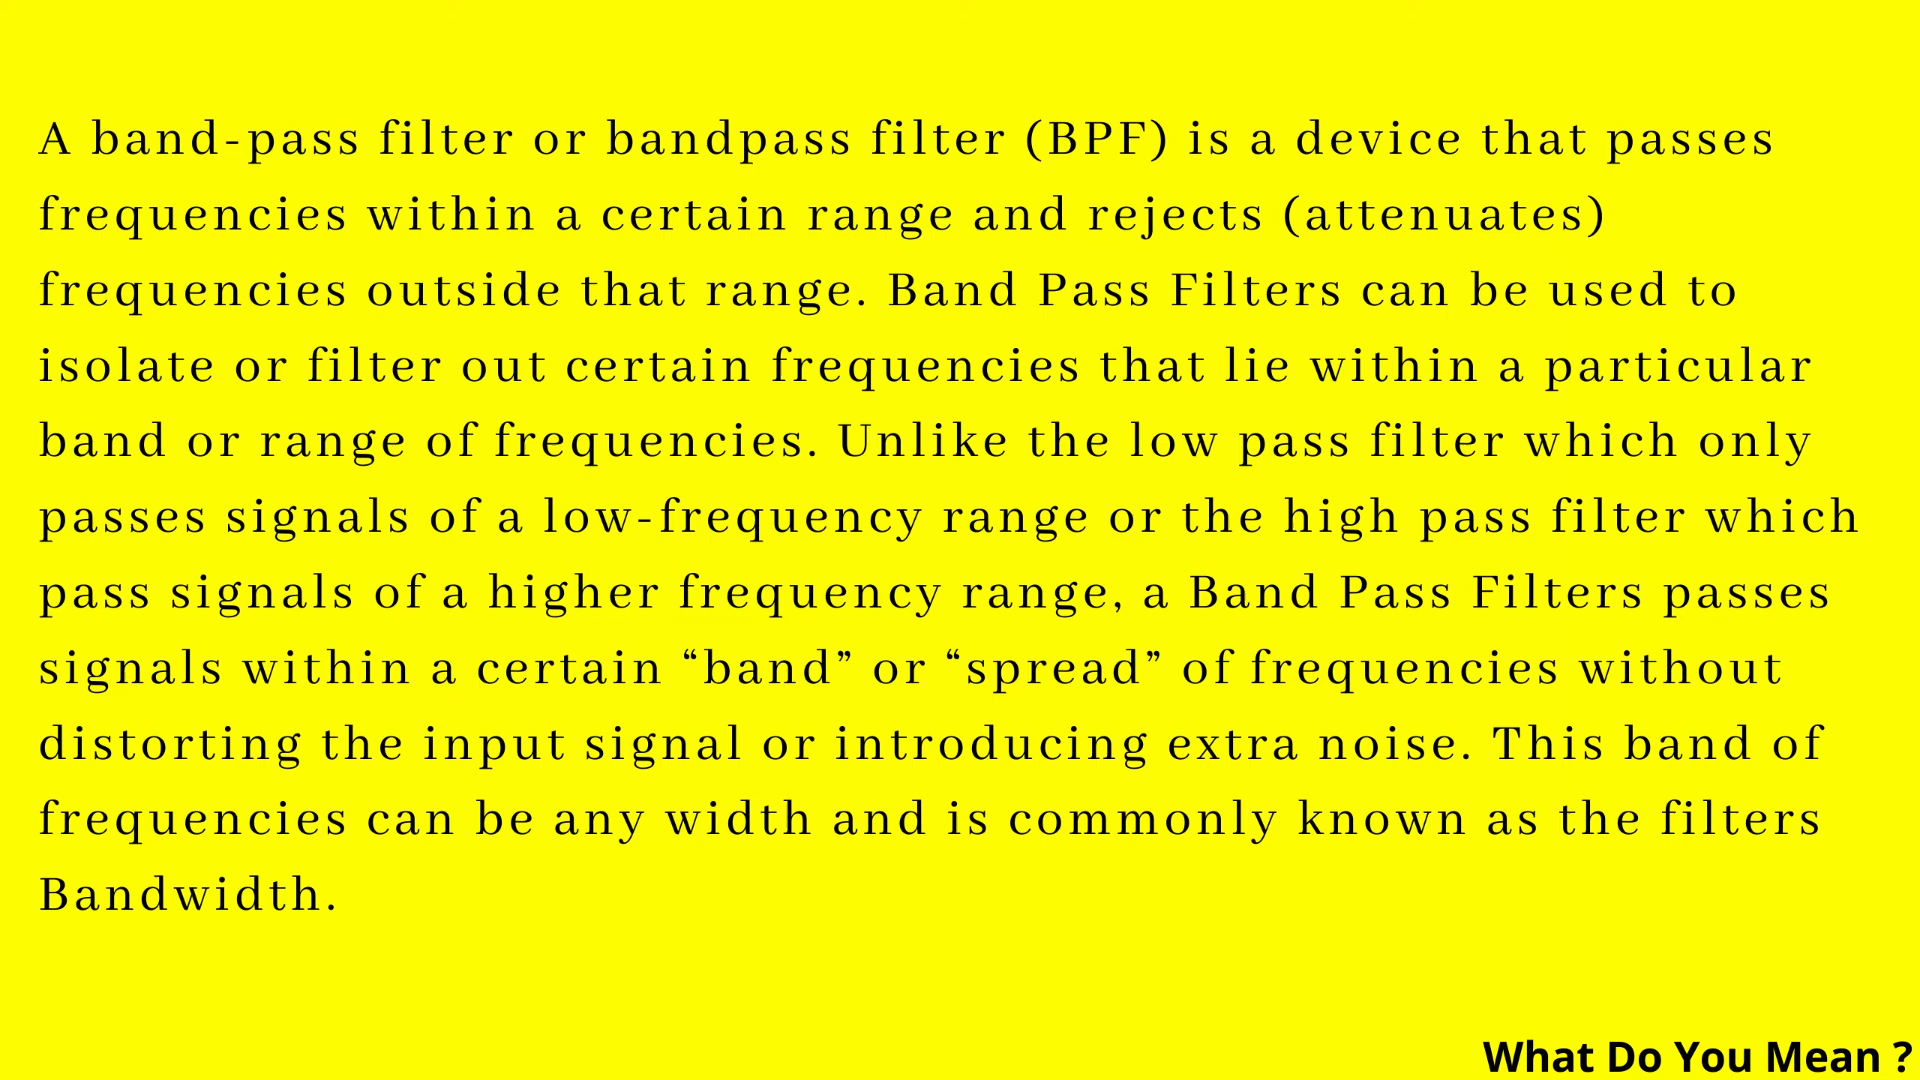 A band-pass filter or bandpass filter (BPF) is a device that passes
frequencies within a certain range and rejects (attenuates)
frequencies outside that range. Band Pass Filters can be used to
isolate or filter out certain frequencies that lie within a particular
band or range of frequencies. Unlike the low pass filter which only
passes signals of a low-frequency range or the high pass filter which
pass signals of a higher frequency range, a Band Pass Filters passes
signals within a certain “band” or “spread” of frequencies without
distorting the input signal or introducing extra noise. This band of
frequencies can be any width and is commonly known as the filters
Bandwidth.
What Do You Mean ?